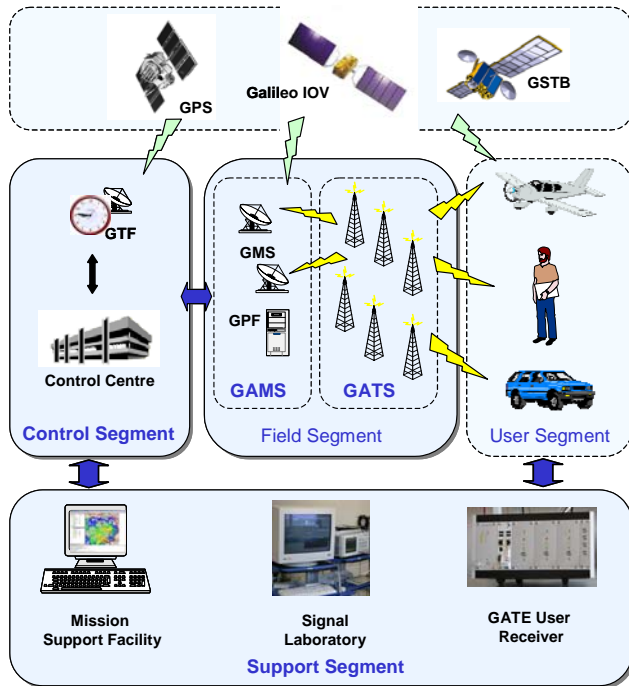 GPS
Galileo IOV
GSTB
GTF
Control Centre
Control Segment
GMS
GPF
GAMS
GATS
Field Segment
User Segment
Mission
Support Facility
Signal
Laboratory
GATE User
Receiver
Support Segment